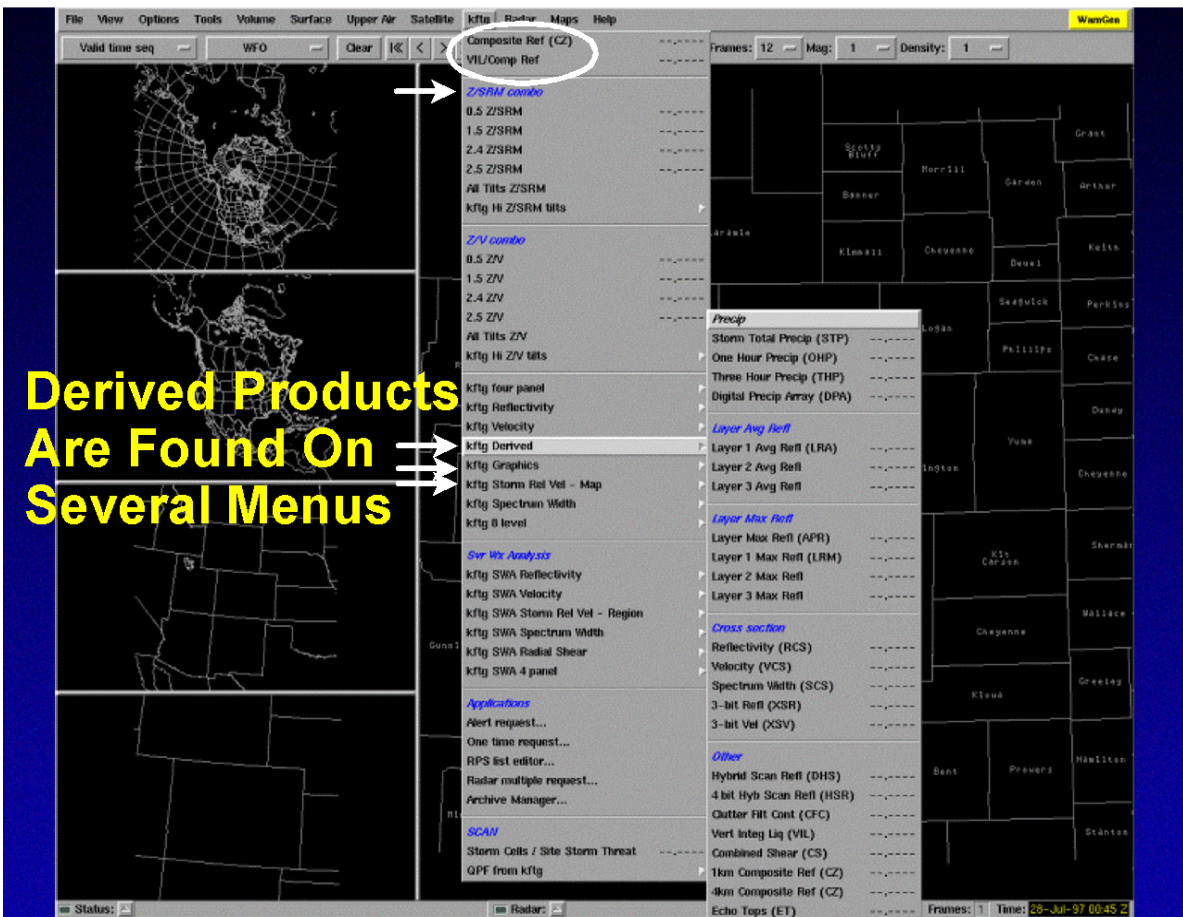 File View Options Tools Volume Surface Upper Air Satellite kftg Radar Maps Help WarnGen
Valid time seq WFO Clear Frames: 12 Mag: 1 Density: 1
Composite Ref (CZ) --.----
VIL/Comp Ref --.----
Z/SRM combo
0.5 Z/SRM --.----
1.5 Z/SRM --.----
2.4 Z/SRM --.----
2.5 Z/SRM --.----
All Tilts Z/SRM
kftg Hi Z/SRM tilts
Z/V combo
0.5 Z/V --.----
1.5 Z/V --.----
2.4 Z/V --.----
2.5 Z/V --.----
All Tilts Z/V
kftg Hi Z/V tilts
kftg four panel
kftg Reflectivity
kftg Velocity
kftg Derived
kftg Graphics
kftg Storm Rel Vel - Map
kftg Spectrum Width
kftg 8 level
Svr Wx Analysis
kftg SWA Reflectivity
kftg SWA Velocity
kftg SWA Storm Rel Vel - Region
kftg SWA Spectrum Width
kftg SWA Radial Shear
kftg SWA 4 panel
Applications
Alert request...
One time request...
RPS list editor...
Radar multiple request...
Archive Manager...
SCAN
Storm Cells / Site Storm Threat --.----
QPF from kftg
Derived Products
Are Found On
Several Menus
Precip
Storm Total Precip (STP) --.----
One Hour Precip (OHP) --.----
Three Hour Precip (THP) --.----
Digital Precip Array (DPA) --.----
Layer Avg Refl
Layer 1 Avg Refl (LRA) --.----
Layer 2 Avg Refl --.----
Layer 3 Avg Refl --.----
Layer Max Refl
Layer Max Refl (APR) --.----
Layer 1 Max Refl (LRM) --.----
Layer 2 Max Refl --.----
Layer 3 Max Refl --.----
Cross section
Reflectivity (RCS) --.----
Velocity (VCS) --.----
Spectrum Width (SCS) --.----
3-bit Refl (XSR) --.----
3-bit Vel (XSV) --.----
Other
Hybrid Scan Refl (DHS) --.----
4 bit Hyb Scan Refl (HSR) --.----
Clutter Filt Cont (CFC) --.----
Vert Integ Liq (VIL) --.----
Combined Shear (CS) --.----
1km Composite Ref (CZ) --.----
4km Composite Ref (CZ) --.----
Echo Tops (ET) --.----
Grant
Scotts
Bluff
Morrill
Garden
Arthur
Banner
Kimball
Cheyenne
Keith
Deuel
Sedgwick
Perkins
Logan
Phillips
Chase
Dundy
Yuma
Cheyenne
Kit
Carson
Sherman
Wallace
Cheyenne
Greeley
Kiowa
Hamilton
Bent
Prowers
Stanton
Status: Radar: Frames: 1 Time: 28-Jul-97 00:45 Z